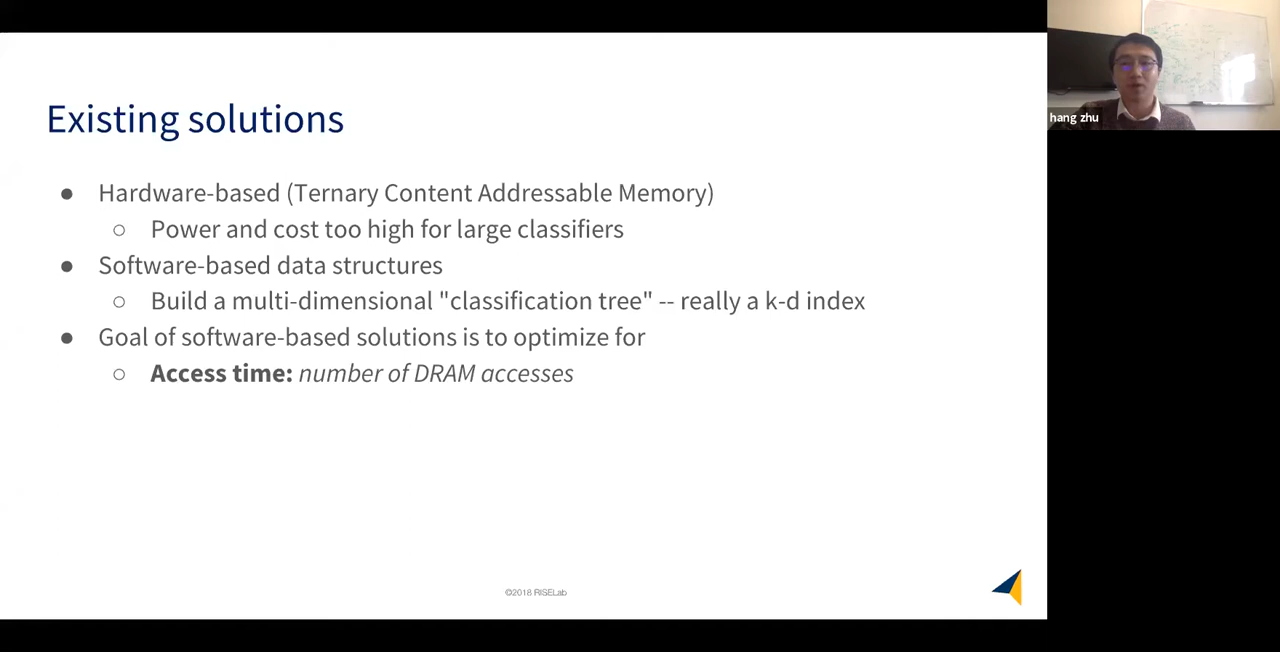 Existing solutions
● Hardware-based (Ternary Content Addressable Memory)
○ Power and cost too high for large classifiers
● Software-based data structures
○ Build a multi-dimensional "classification tree" -- really a k-d index
● Goal of software-based solutions is to optimize for
○ Access time: number of DRAM accesses
©2018 RISELab
hang zhu